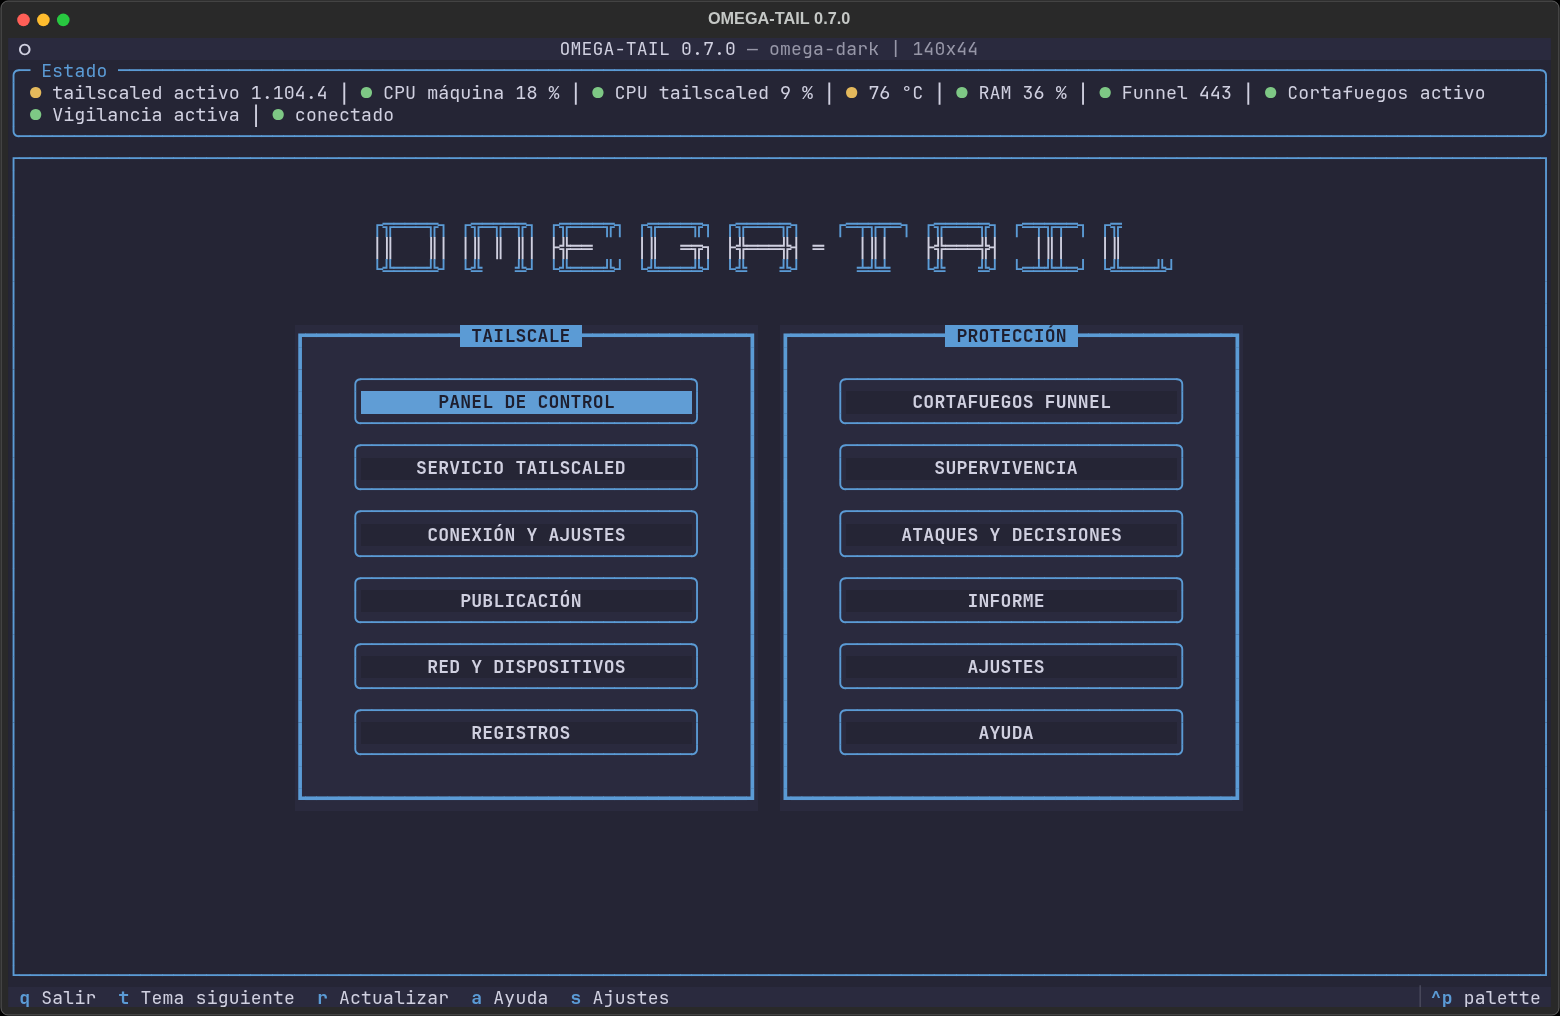 OMEGA-TAIL 0.7.0
OMEGA-TAIL 0.7.0 — omega-dark | 140x44
Estado
tailscaled activo 1.104.4 | CPU máquina 18 % | CPU tailscaled 9 % | 76 °C | RAM 36 % | Funnel 443 | Cortafuegos activo
Vigilancia activa | conectado
OMEGA-TAIL
TAILSCALE
PANEL DE CONTROL
SERVICIO TAILSCALED
CONEXIÓN Y AJUSTES
PUBLICACIÓN
RED Y DISPOSITIVOS
REGISTROS
PROTECCIÓN
CORTAFUEGOS FUNNEL
SUPERVIVENCIA
ATAQUES Y DECISIONES
INFORME
AJUSTES
AYUDA
q Salir t Tema siguiente r Actualizar a Ayuda s Ajustes ^p palette